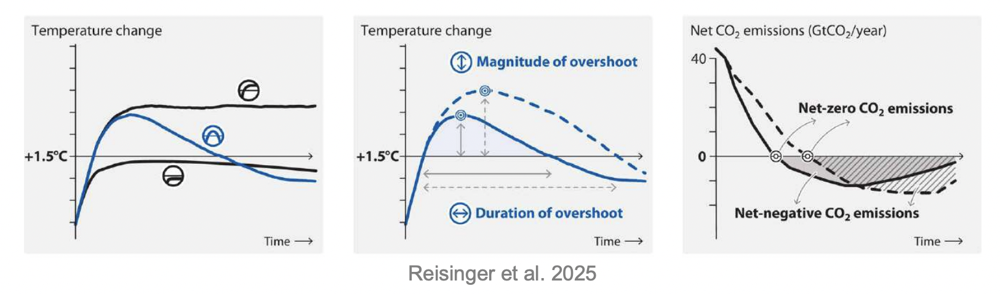 Temperature change
+1.5°C
Time
Temperature change
Magnitude of overshoot
+1.5°C
Duration of overshoot
Time
Net CO₂ emissions (GtCO₂/year)
40
Net-zero CO₂ emissions
0
Net-negative CO₂ emissions
Time
Reisinger et al. 2025